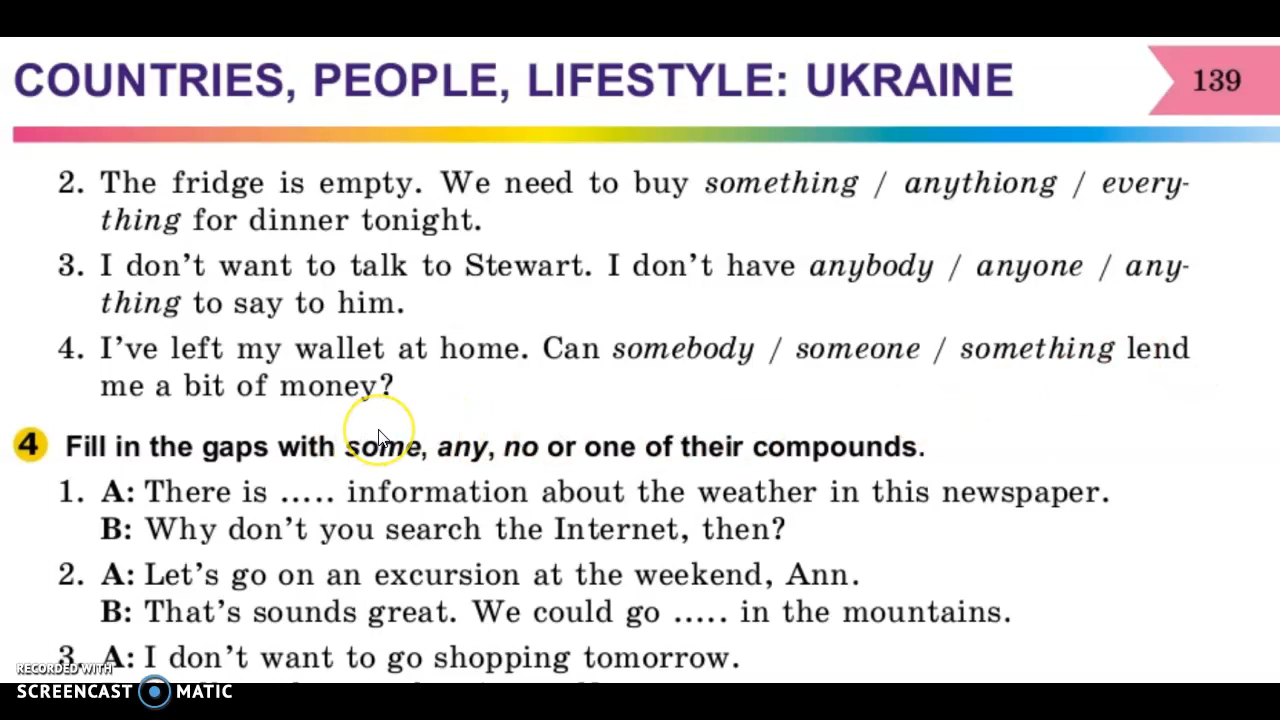 COUNTRIES, PEOPLE, LIFESTYLE: UKRAINE
139
2. The fridge is empty. We need to buy something / anythiong / every-
thing for dinner tonight.
3. I don't want to talk to Stewart. I don't have anybody / anyone / any-
thing to say to him.
4. I've left my wallet at home. Can somebody / someone / something lend
me a bit of money?
4 Fill in the gaps with some, any, no or one of their compounds.
1. A: There is ..... information about the weather in this newspaper.
B: Why don't you search the Internet, then?
2. A: Let's go on an excursion at the weekend, Ann.
B: That's sounds great. We could go ..... in the mountains.
3. A: I don't want to go shopping tomorrow.
RECORDED WITH
SCREENCAST MATIC